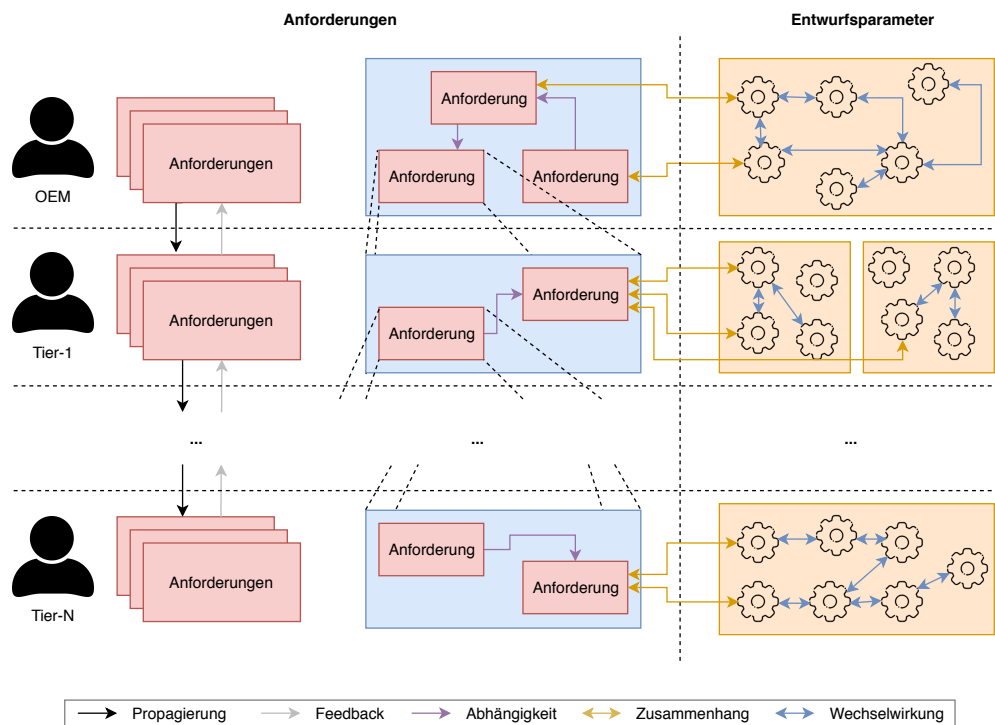 Anforderungen
Entwurfsparameter
OEM
Anforderungen
Anforderung
Anforderung
Anforderung
Tier-1
Anforderungen
Anforderung
Anforderung
...
...
...
Tier-N
Anforderungen
Anforderung
Anforderung
Propagierung
Feedback
Abhängigkeit
Zusammenhang
Wechselwirkung